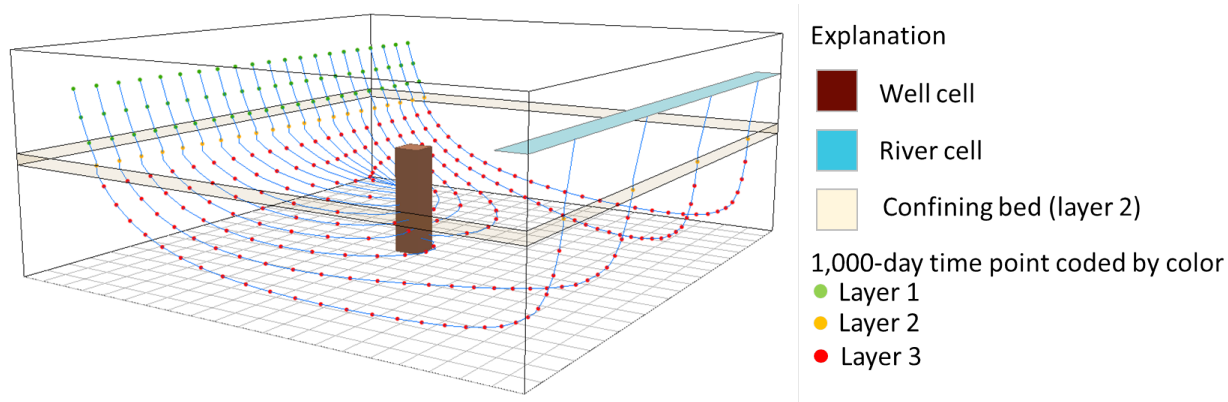 Explanation
Well cell
River cell
Confining bed (layer 2)
1,000-day time point coded by color
Layer 1
Layer 2
Layer 3